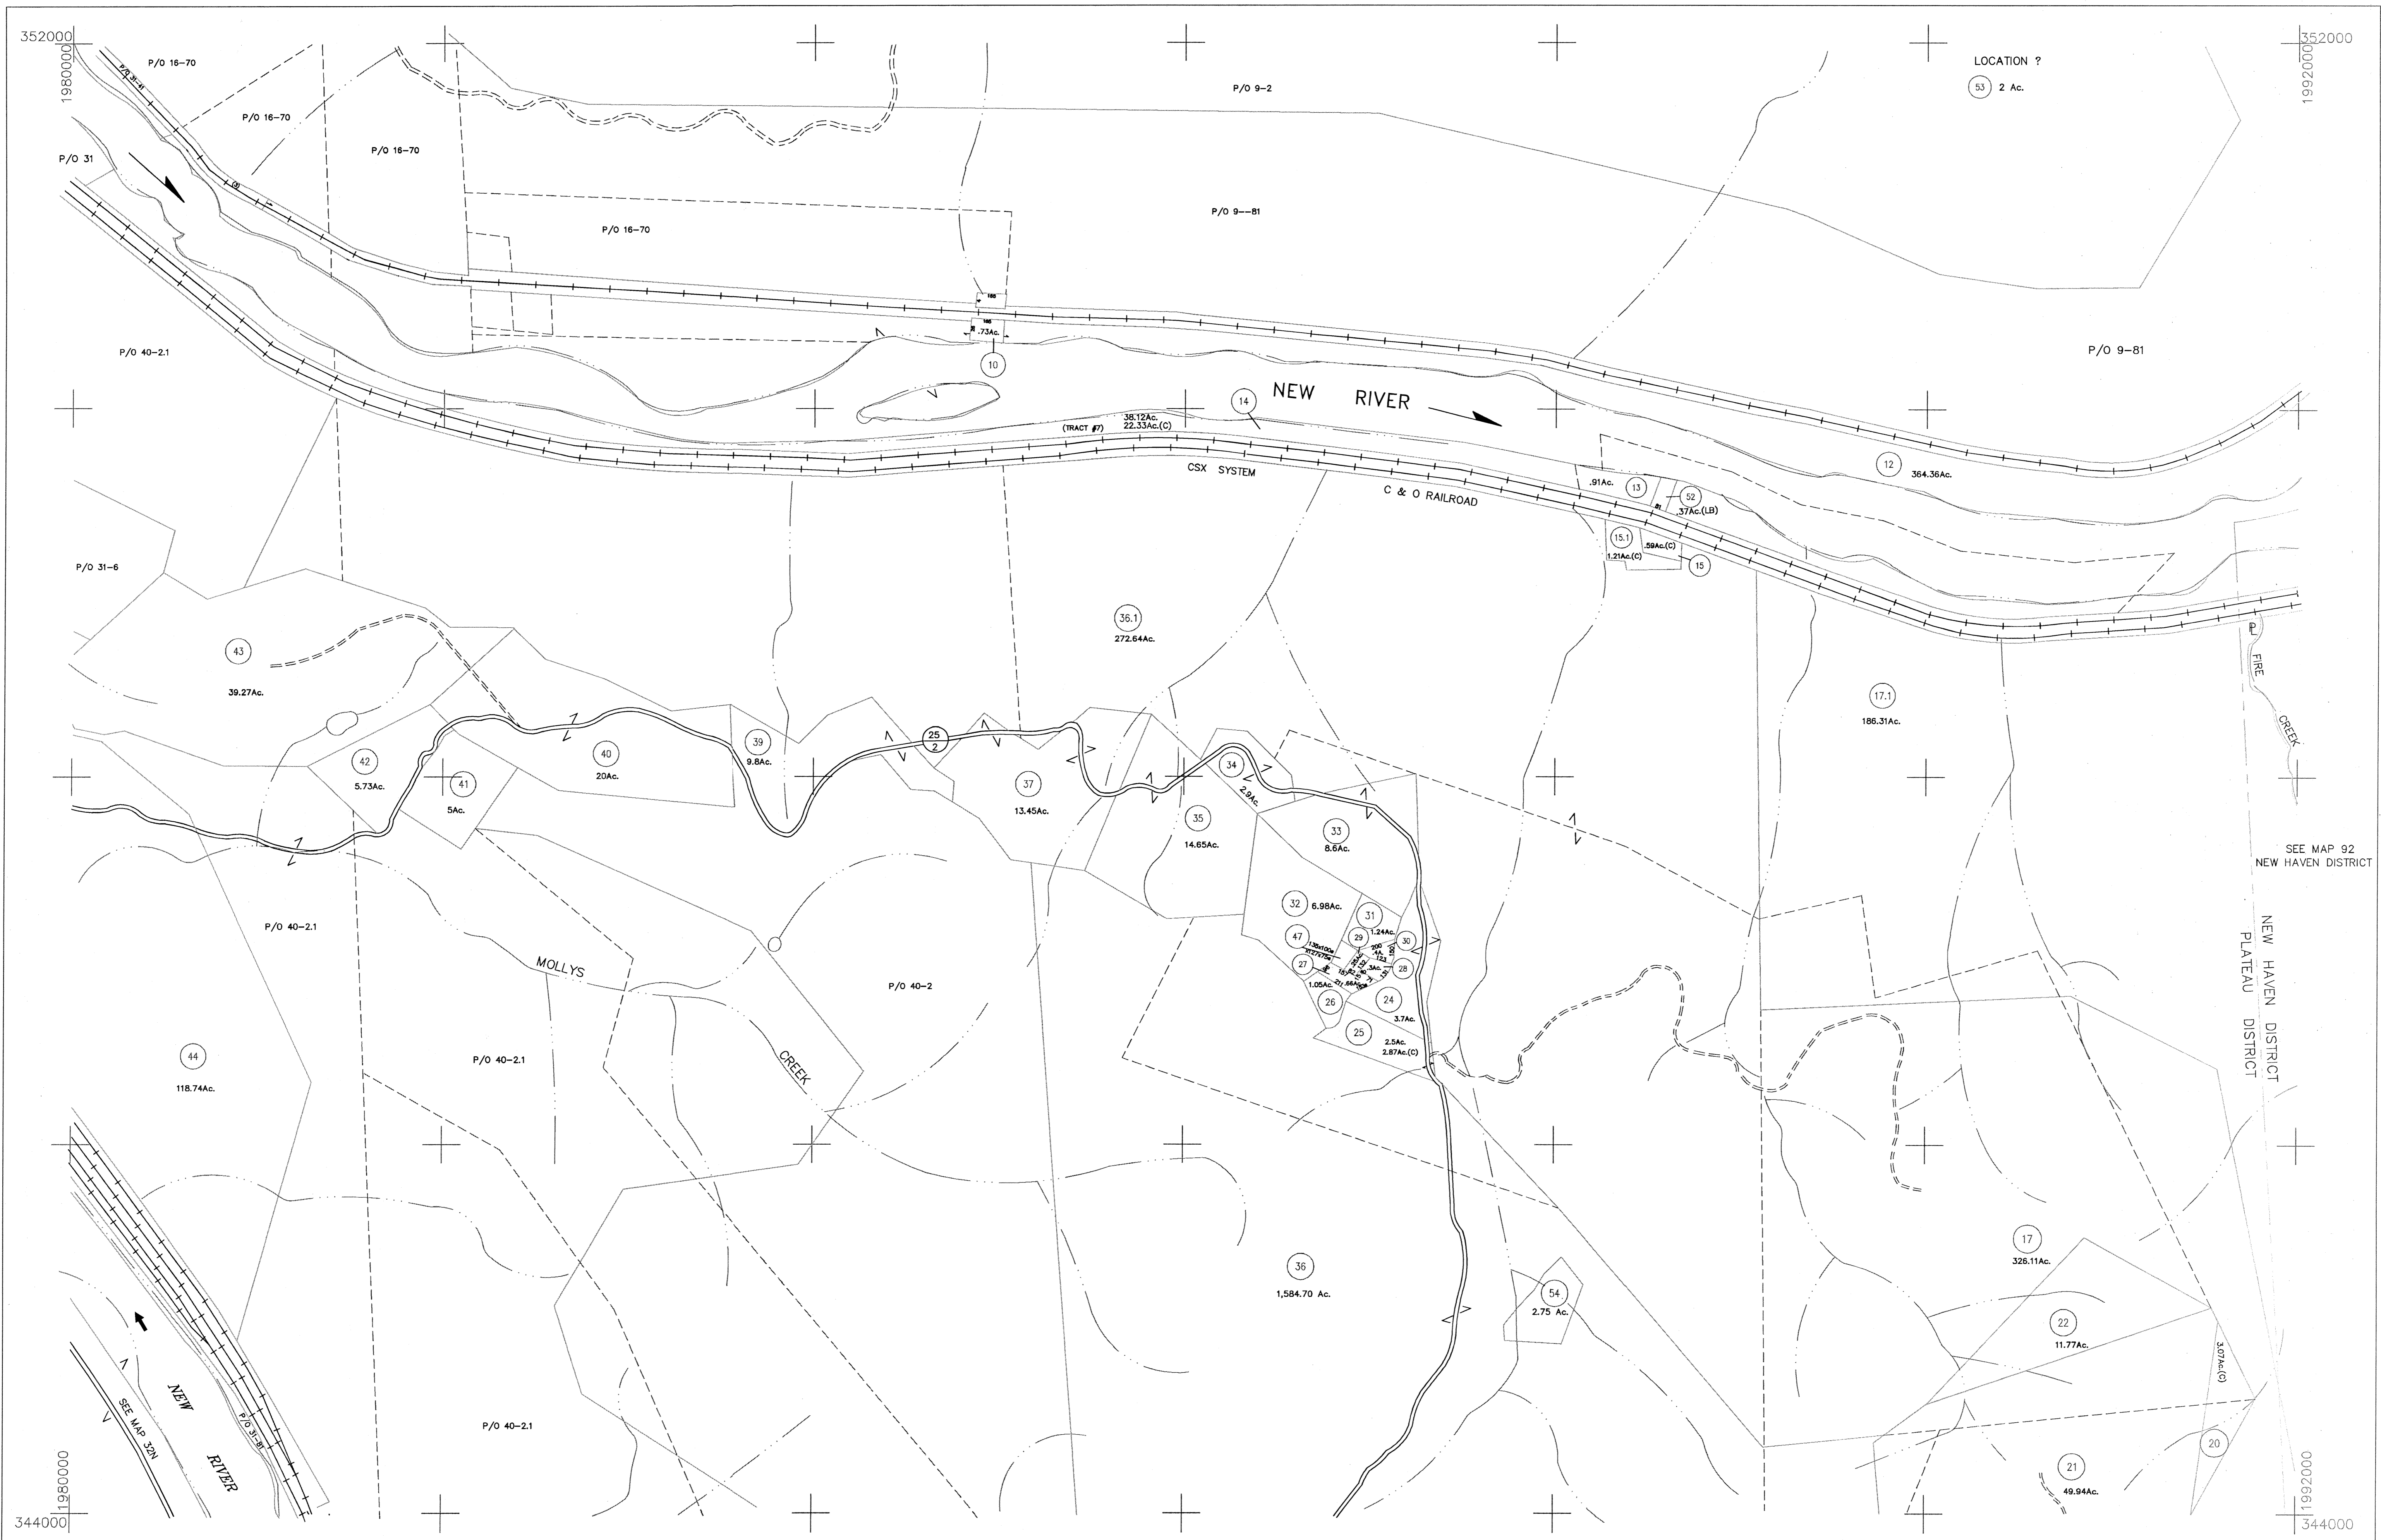 352000
1980000
P/O 31-41
P/O 16-70
P/O 16-70
P/O 16-70
P/O 9-2
LOCATION ?
53 2 Ac.
352000
1992000
P/O 31
P/O 16-70
P/O 9--81
P/O 40-2.1
.73Ac.
10
P/O 9-81
NEW RIVER
14
38.12Ac.
(TRACT #7) 22.33Ac.(C)
CSX SYSTEM
C & O RAILROAD
12
364.36Ac.
.91Ac.
13
52
.37Ac.(LB)
15.1
1.21Ac.(C)
.59Ac.(C)
15
P/O 31-6
36.1
272.64Ac.
43
39.27Ac.
17.1
186.31Ac.
FIRE
CREEK
42
5.73Ac.
41
5Ac.
40
20Ac.
39
9.8Ac.
25
2
37
13.45Ac.
34
2.9Ac.
35
14.65Ac.
33
8.6Ac.
SEE MAP 92
NEW HAVEN DISTRICT
32 6.98Ac.
31
1.24Ac.
47
29
30
27
28
1.05Ac.
26
24
3.7Ac.
25
2.5Ac.
2.87Ac.(C)
P/O 40-2.1
MOLLYS
CREEK
P/O 40-2
NEW HAVEN DISTRICT
PLATEAU DISTRICT
44
118.74Ac.
P/O 40-2.1
36
1,584.70 Ac.
54
2.75 Ac.
17
326.11Ac.
22
11.77Ac.
3.07Ac.(C)
20
21
49.94Ac.
P/O 40-2.1
NEW
RIVER
P/O 31-81
SEE MAP 32N
1980000
344000
1992000
344000